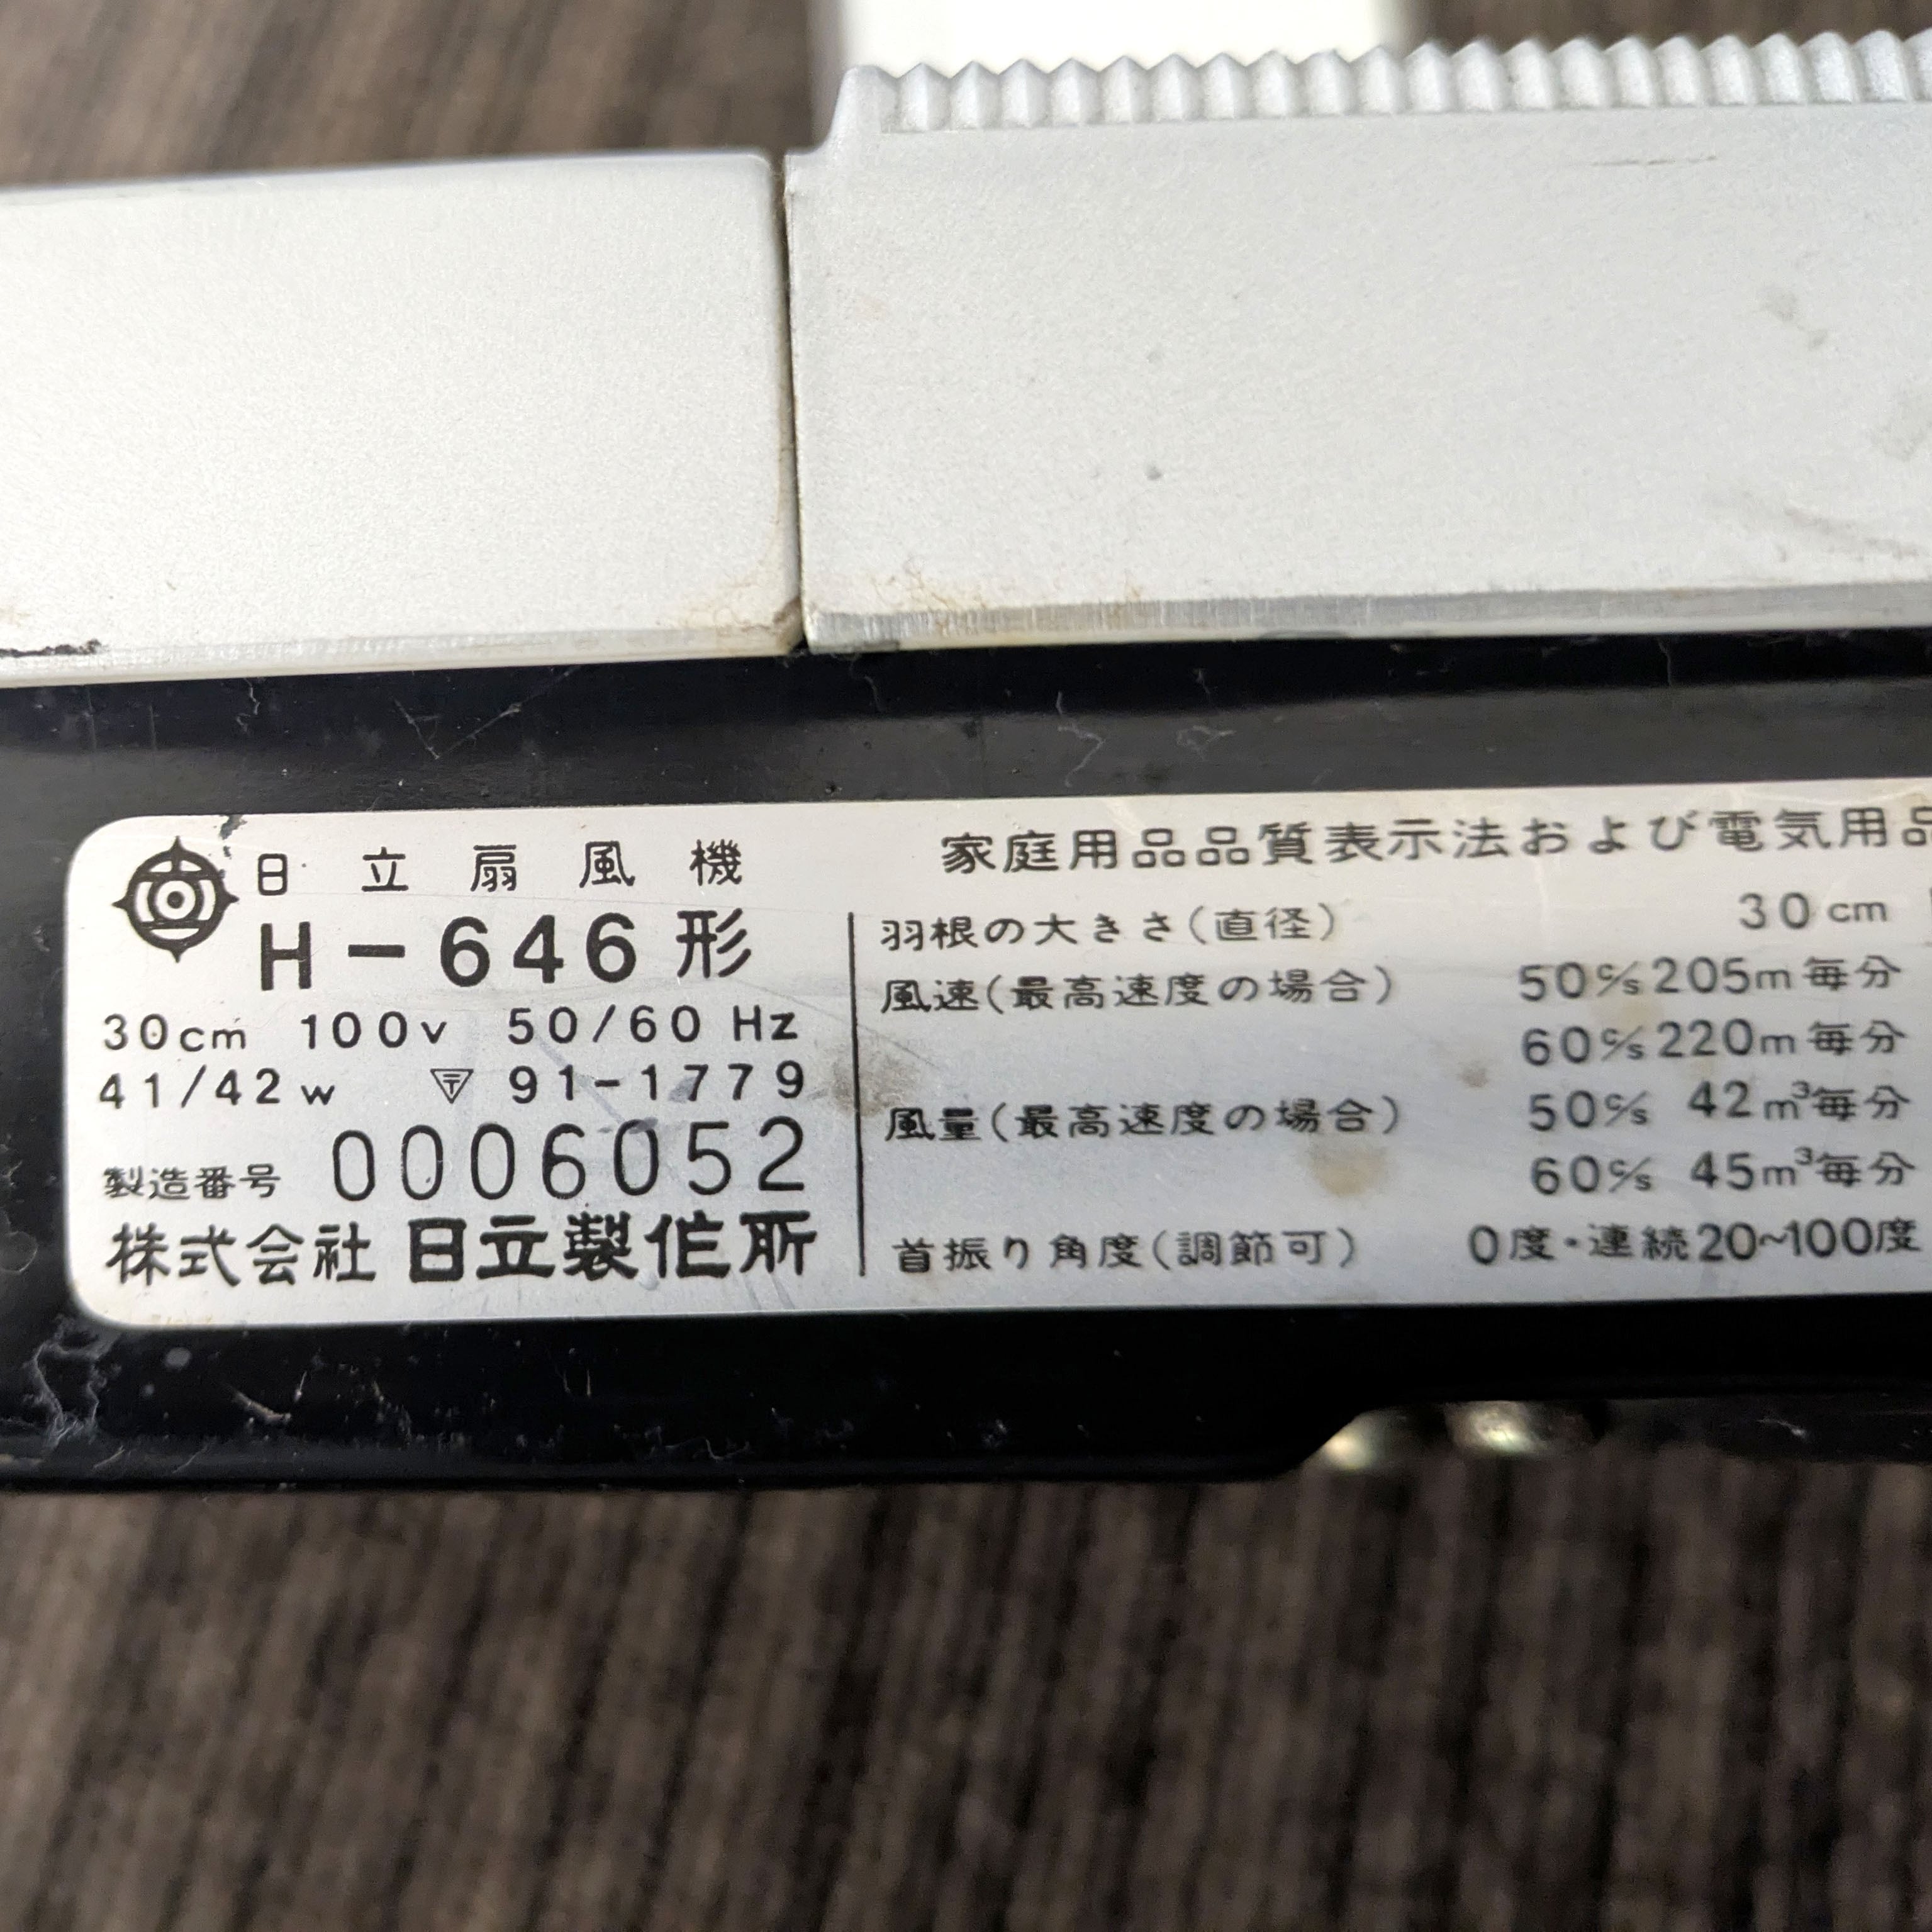 日立扇風機
H-646形
30cm 100v 50/60 Hz
41/42w 〒 91-1779
製造番号 0006052
株式会社 日立製作所
家庭用品品質表示法および電気用品
羽根の大きさ(直径) 30cm
風速(最高速度の場合) 50c/s 205m毎分
60c/s 220m毎分
風量(最高速度の場合) 50c/s 42m³毎分
60c/s 45m³毎分
首振り角度(調節可) 0度・連続20~100度